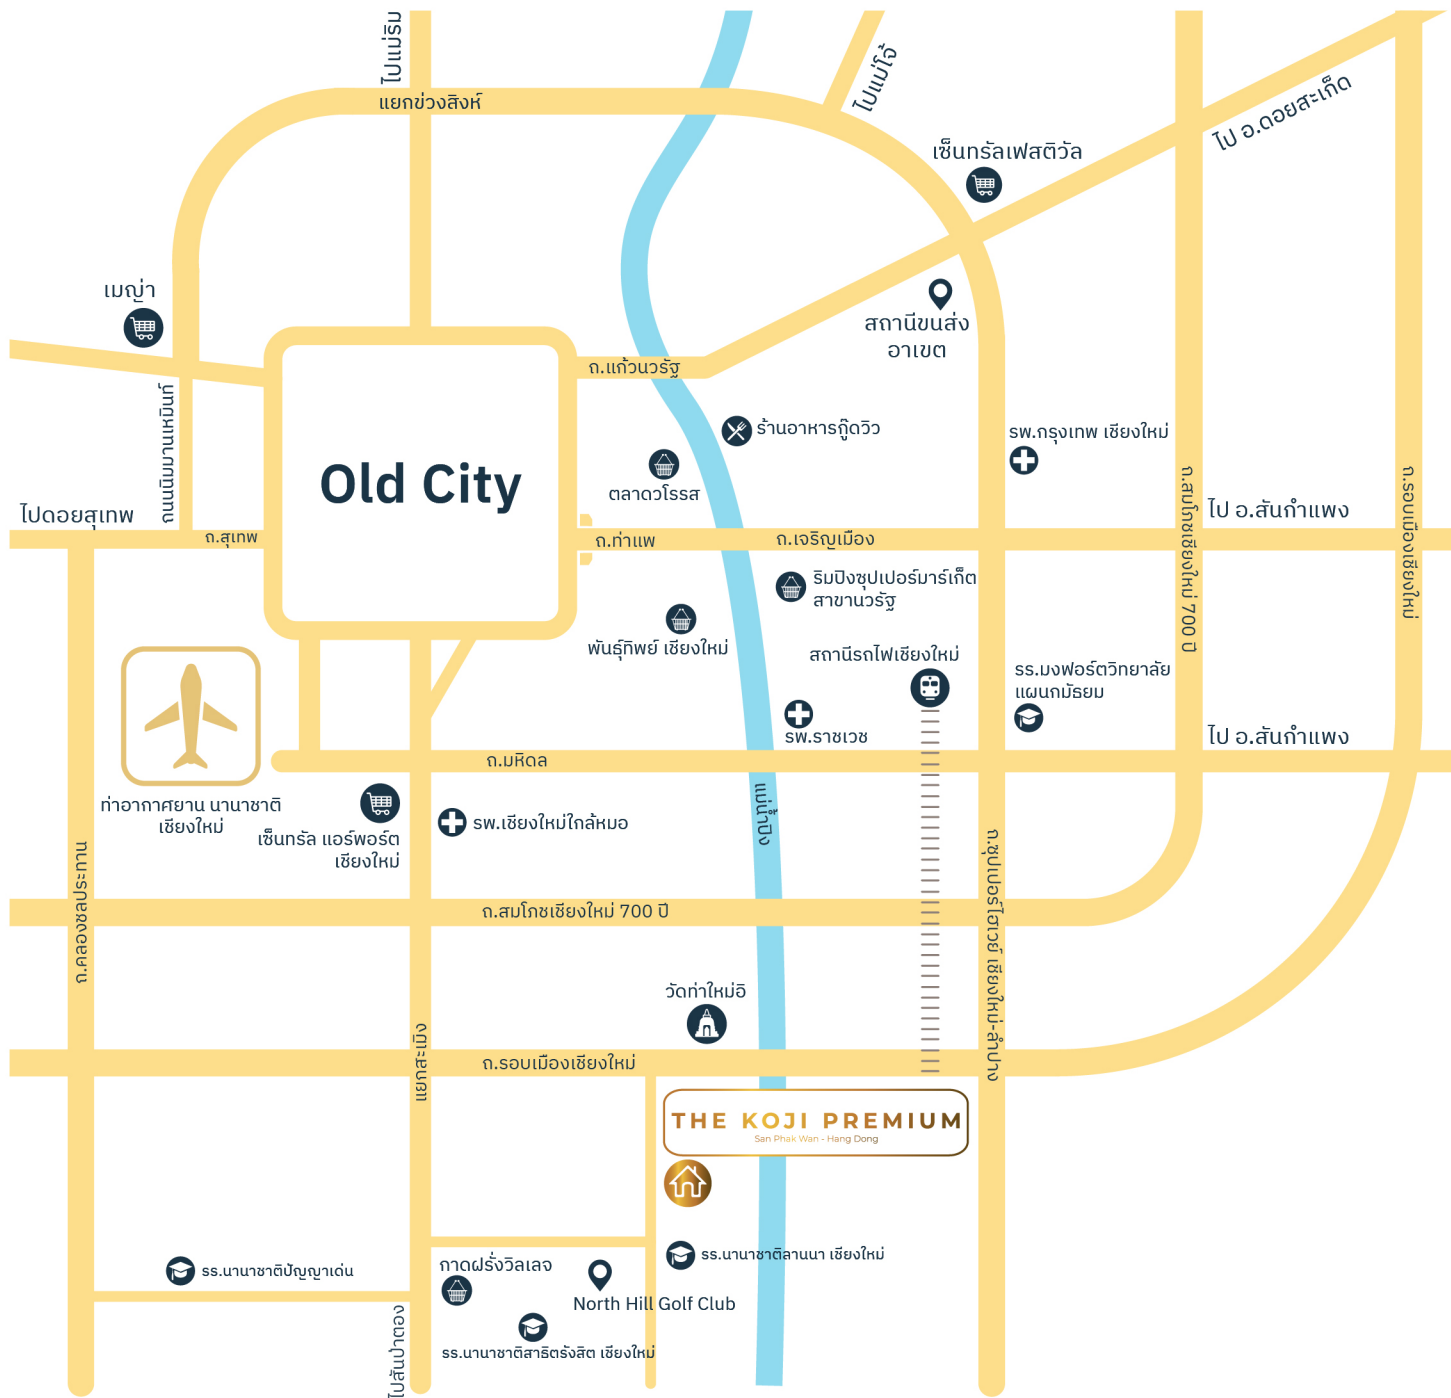 ไปแม่ริม
แยกข่วงสิงห์
ไปแม่โจ้
ไป อ.ดอยสะเก็ด
เซ็นทรัลเฟสติวัล
เมญ่า
สถานีขนส่ง
อาเขต
ถ.แก้วนวรัฐ
ถนนนิมมานเหมินท์
ร้านอาหารกู๊ดวิว
รพ.กรุงเทพ เชียงใหม่
Old City
ตลาดวโรรส
ถ.สมโภชเชียงใหม่ 700 ปี
ถ.รอบเมืองเชียงใหม่
ไปดอยสุเทพ
ไป อ.สันกำแพง
ถ.สุเทพ
ถ.ท่าแพ
ถ.เจริญเมือง
ริมปิงซุปเปอร์มาร์เก็ต
สาขานวรัฐ
พันธุ์ทิพย์ เชียงใหม่
สถานีรถไฟเชียงใหม่
รร.มงฟอร์ตวิทยาลัย
แผนกมัธยม
รพ.ราชเวช
ไป อ.สันกำแพง
ถ.มหิดล
ท่าอากาศยาน นานาชาติ
เชียงใหม่
เซ็นทรัล แอร์พอร์ต
เชียงใหม่
รพ.เชียงใหม่ใกล้หมอ
แม่น้ำปิง
ถ.คลองชลประทาน
ถ.ซุปเปอร์ไฮเวย์ เชียงใหม่-ลำปาง
ถ.สมโภชเชียงใหม่ 700 ปี
วัดท่าใหม่อิ
แยกสะเมิง
ถ.รอบเมืองเชียงใหม่
THE KOJI PREMIUM
San Phak Wan - Hang Dong
รร.นานาชาติลานนา เชียงใหม่
กาดฝรั่งวิลเลจ
รร.นานาชาติปัญญาเด่น
North Hill Golf Club
ไปสันป่าตอง
รร.นานาชาติสาธิตรังสิต เชียงใหม่